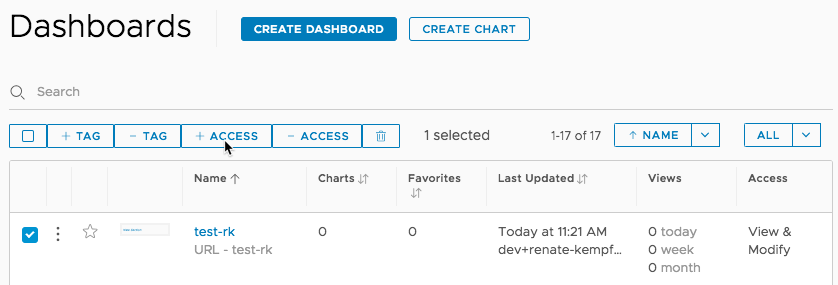 Dashboards
CREATE DASHBOARD
CREATE CHART
Search
+ TAG
− TAG
+ ACCESS
− ACCESS
1 selected
1-17 of 17
↑ NAME
ALL
Name ↑
Charts
Favorites
Last Updated
Views
Access
test-rk
URL - test-rk
0
0
Today at 11:21 AM
dev+renate-kempf...
0 today
0 week
0 month
View &
Modify